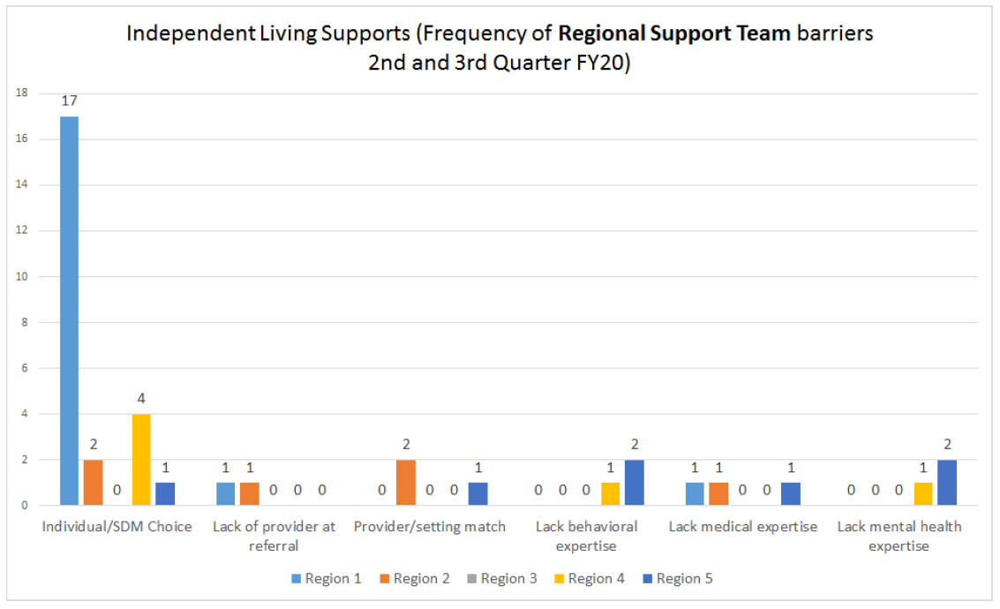 Independent Living Supports (Frequency of Regional Support Team barriers
2nd and 3rd Quarter FY20)
18
16
14
12
10
8
6
4
2
0
17
2
0
4
1
1
1
0
0
0
0
2
0
0
1
0
0
0
1
2
1
1
0
0
1
0
0
0
1
2
Individual/SDM Choice
Lack of provider at
referral
Provider/setting match
Lack behavioral
expertise
Lack medical expertise
Lack mental health
expertise
Region 1
Region 2
Region 3
Region 4
Region 5